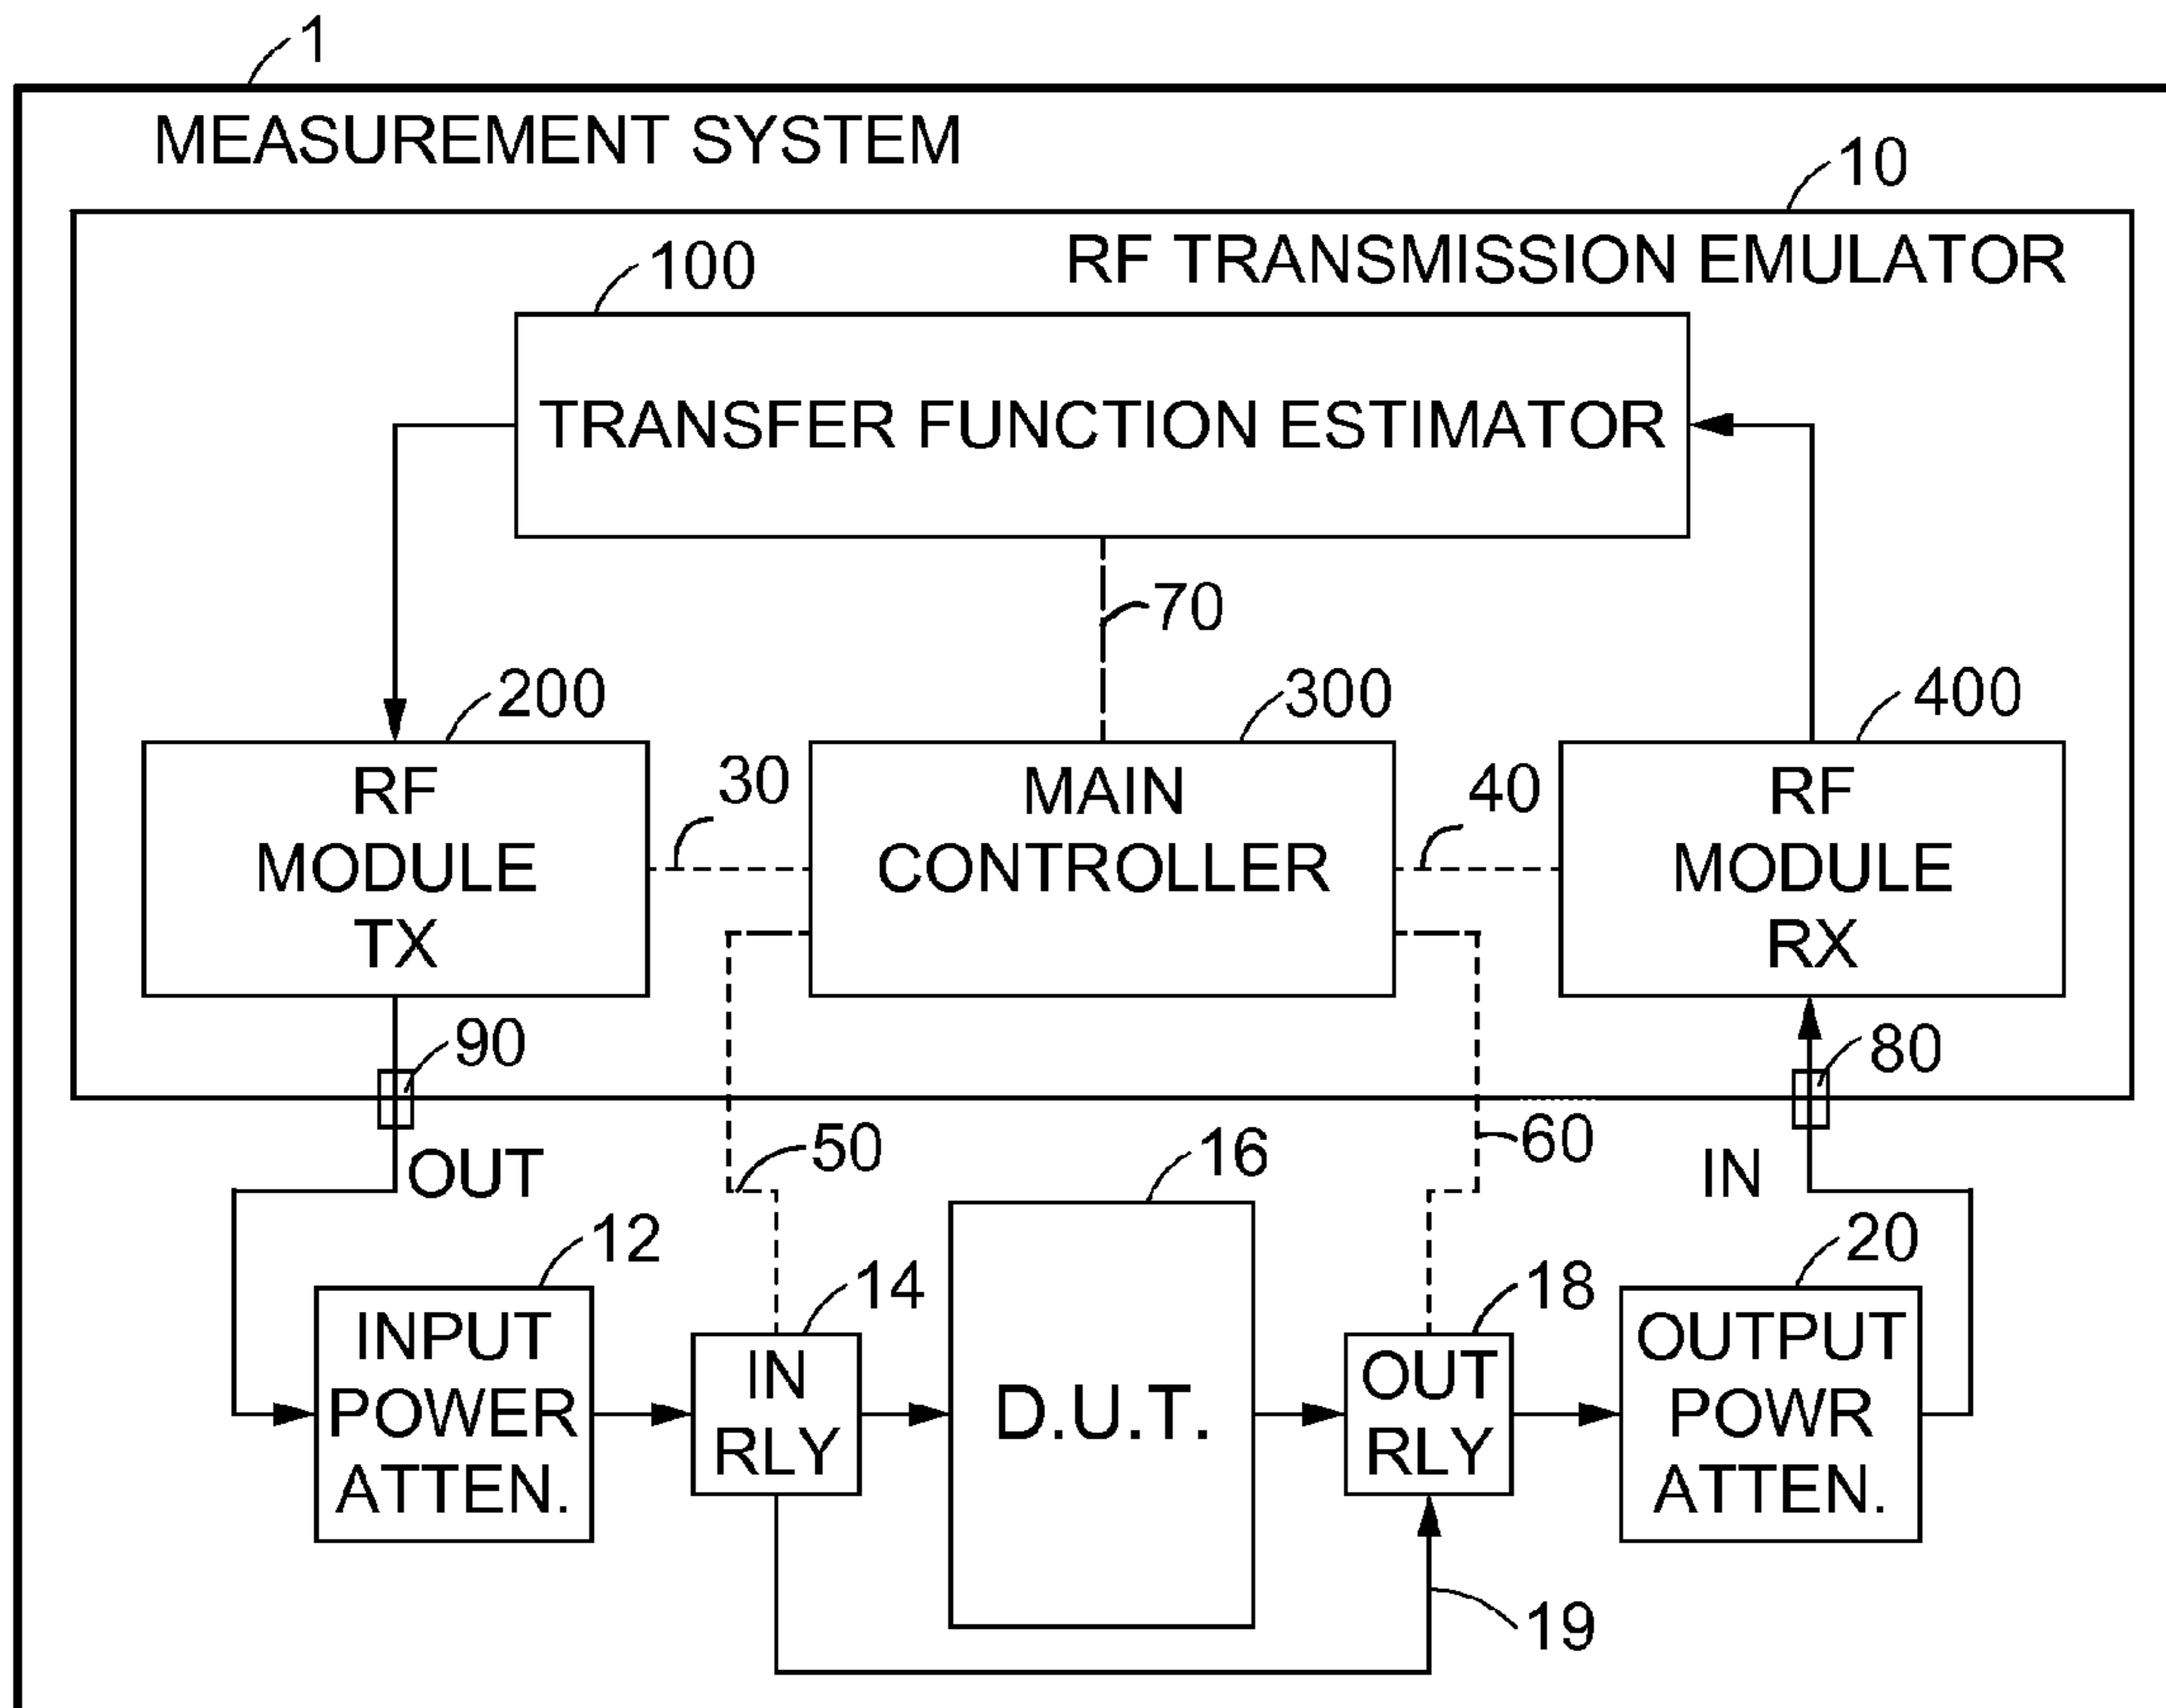 1
MEASUREMENT SYSTEM
10
RF TRANSMISSION EMULATOR
100
TRANSFER FUNCTION ESTIMATOR
70
200
300
400
RF
MODULE
TX
30
MAIN
CONTROLLER
40
RF
MODULE
RX
90
80
OUT
50
16
60
IN
12
14
18
20
INPUT
POWER
ATTEN.
IN
RLY
D.U.T.
OUT
RLY
OUTPUT
POWR
ATTEN.
19